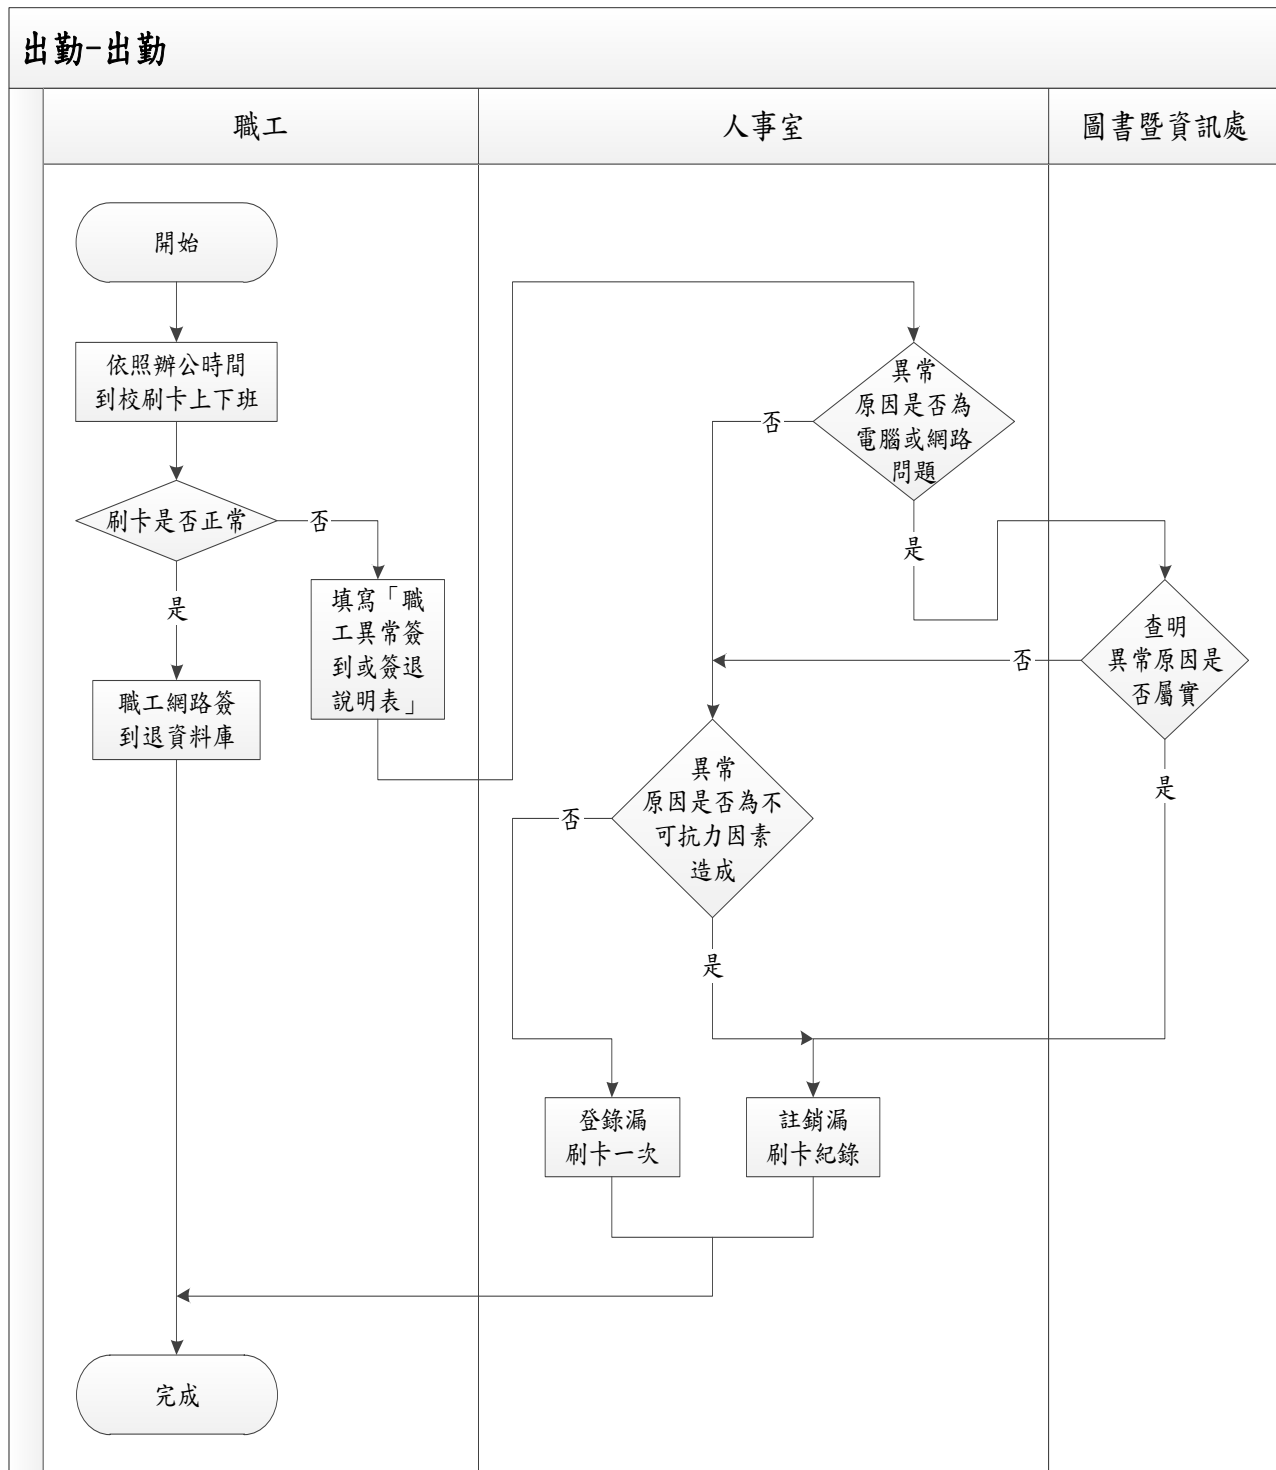 出勤-出勤
職工
人事室
圖書暨資訊處
開始
依照辦公時間
到校刷卡上下班
刷卡是否正常
否
是
填寫「職
工異常簽
到或簽退
說明表」
職工網路簽
到退資料庫
異常
原因是否為
電腦或網路
問題
否
是
查明
異常原因是
否屬實
否
是
異常
原因是否為不
可抗力因素
造成
否
是
登錄漏
刷卡一次
註銷漏
刷卡紀錄
完成